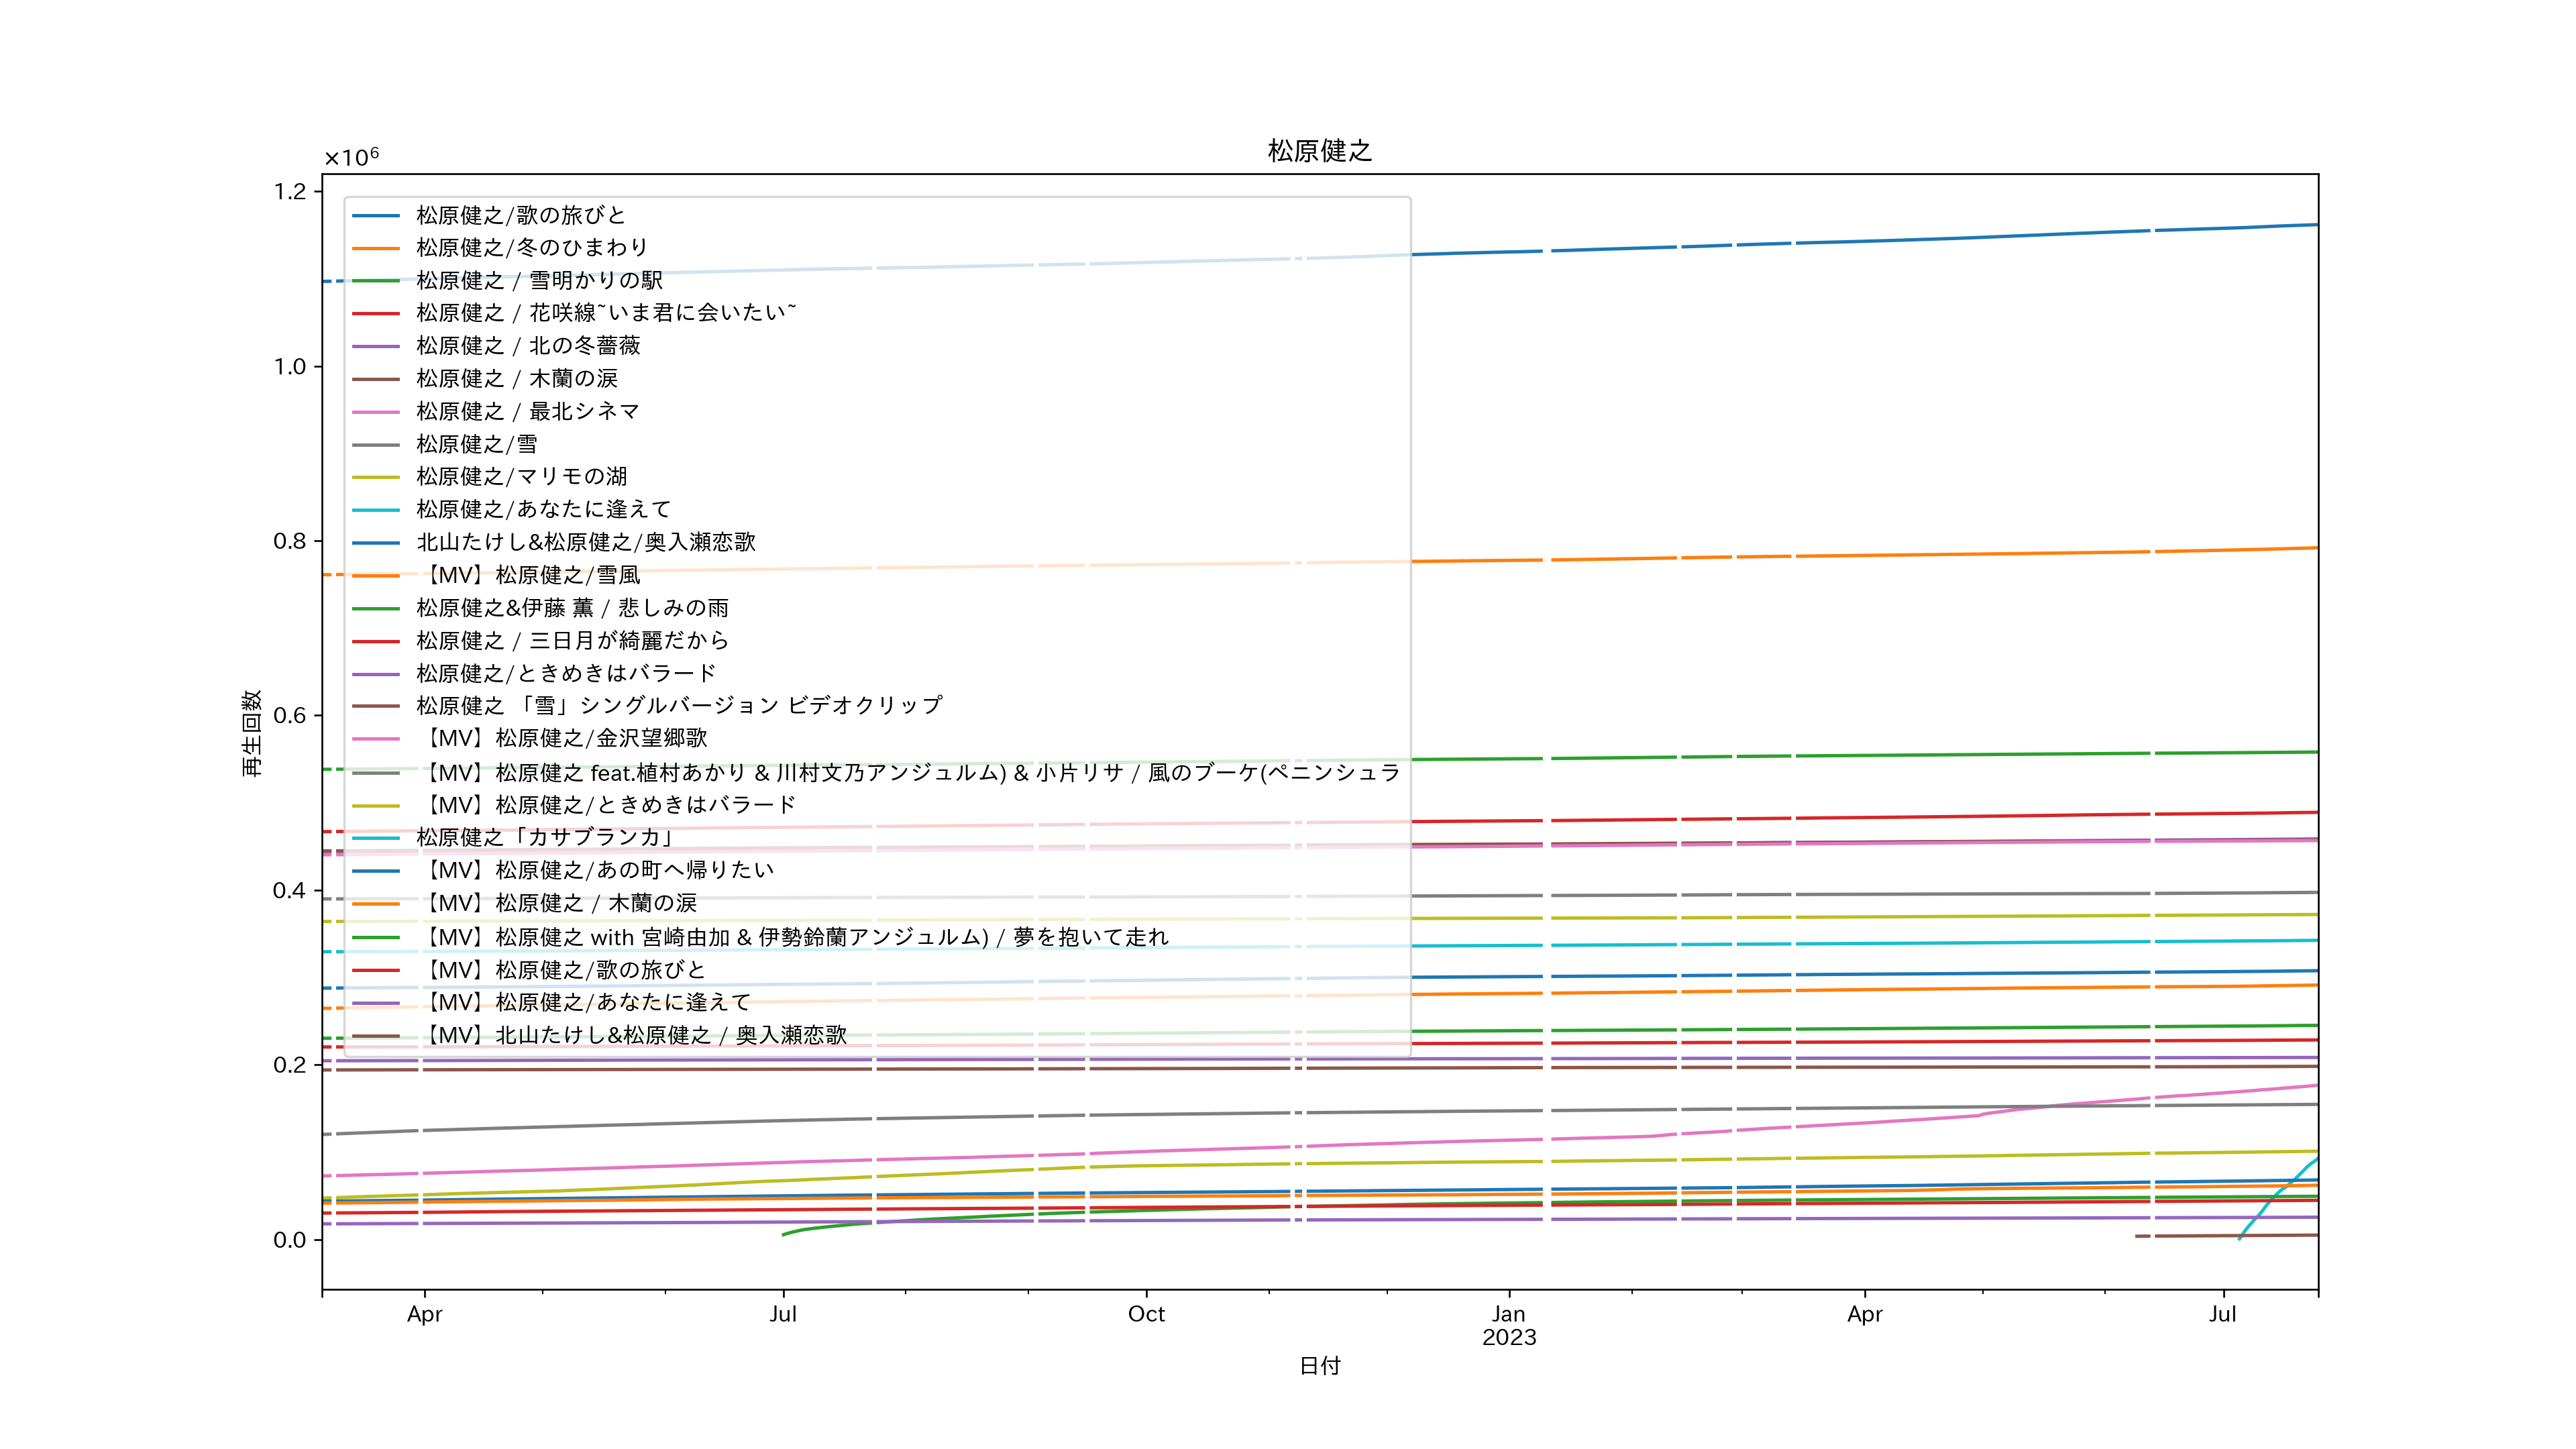 松原健之
×10⁶
1.2
1.0
0.8
0.6
0.4
0.2
0.0
再生回数
松原健之/歌の旅びと
松原健之/冬のひまわり
松原健之 / 雪明かりの駅
松原健之 / 花咲線~いま君に会いたい~
松原健之 / 北の冬薔薇
松原健之 / 木蘭の涙
松原健之 / 最北シネマ
松原健之/雪
松原健之/マリモの湖
松原健之/あなたに逢えて
北山たけし&松原健之/奥入瀬恋歌
【MV】松原健之/雪風
松原健之&伊藤 薫 / 悲しみの雨
松原健之 / 三日月が綺麗だから
松原健之/ときめきはバラード
松原健之 「雪」シングルバージョン ビデオクリップ
【MV】松原健之/金沢望郷歌
【MV】松原健之 feat.植村あかり & 川村文乃アンジュルム) & 小片リサ / 風のブーケ(ペニンシュラ
【MV】松原健之/ときめきはバラード
松原健之「カサブランカ」
【MV】松原健之/あの町へ帰りたい
【MV】松原健之 / 木蘭の涙
【MV】松原健之 with 宮崎由加 & 伊勢鈴蘭アンジュルム) / 夢を抱いて走れ
【MV】松原健之/歌の旅びと
【MV】松原健之/あなたに逢えて
【MV】北山たけし&松原健之 / 奥入瀬恋歌
Apr Jul Oct Jan Apr Jul
2023
日付